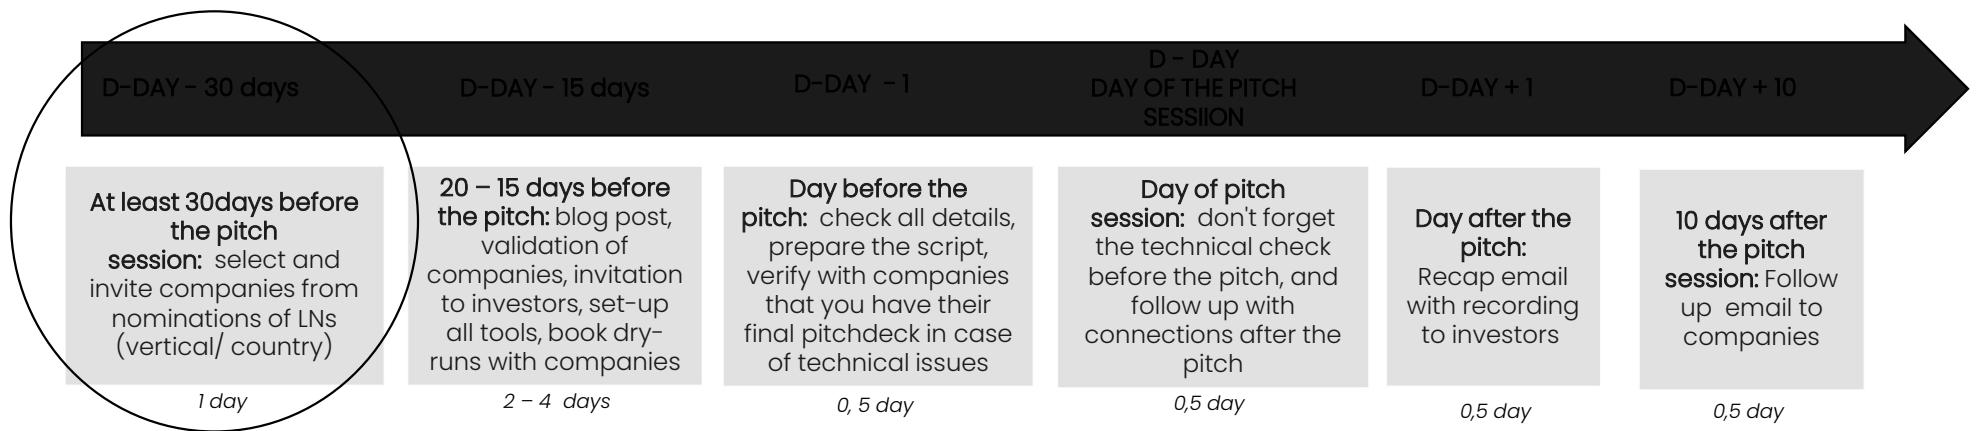 D-DAY - 30 days
D-DAY - 15 days
D-DAY - 1
D - DAY
DAY OF THE PITCH
SESSIION
D-DAY + 1
D-DAY + 10
At least 30days before
the pitch
session: select and
invite companies from
nominations of LNs
(vertical/ country)
1 day
20 – 15 days before
the pitch: blog post,
validation of
companies, invitation
to investors, set-up
all tools, book dry-
runs with companies
2 – 4 days
Day before the
pitch: check all details,
prepare the script,
verify with companies
that you have their
final pitchdeck in case
of technical issues
0, 5 day
Day of pitch
session: don't forget
the technical check
before the pitch, and
follow up with
connections after the
pitch
0,5 day
Day after the
pitch:
Recap email
with recording
to investors
0,5 day
10 days after
the pitch
session: Follow
up email to
companies
0,5 day